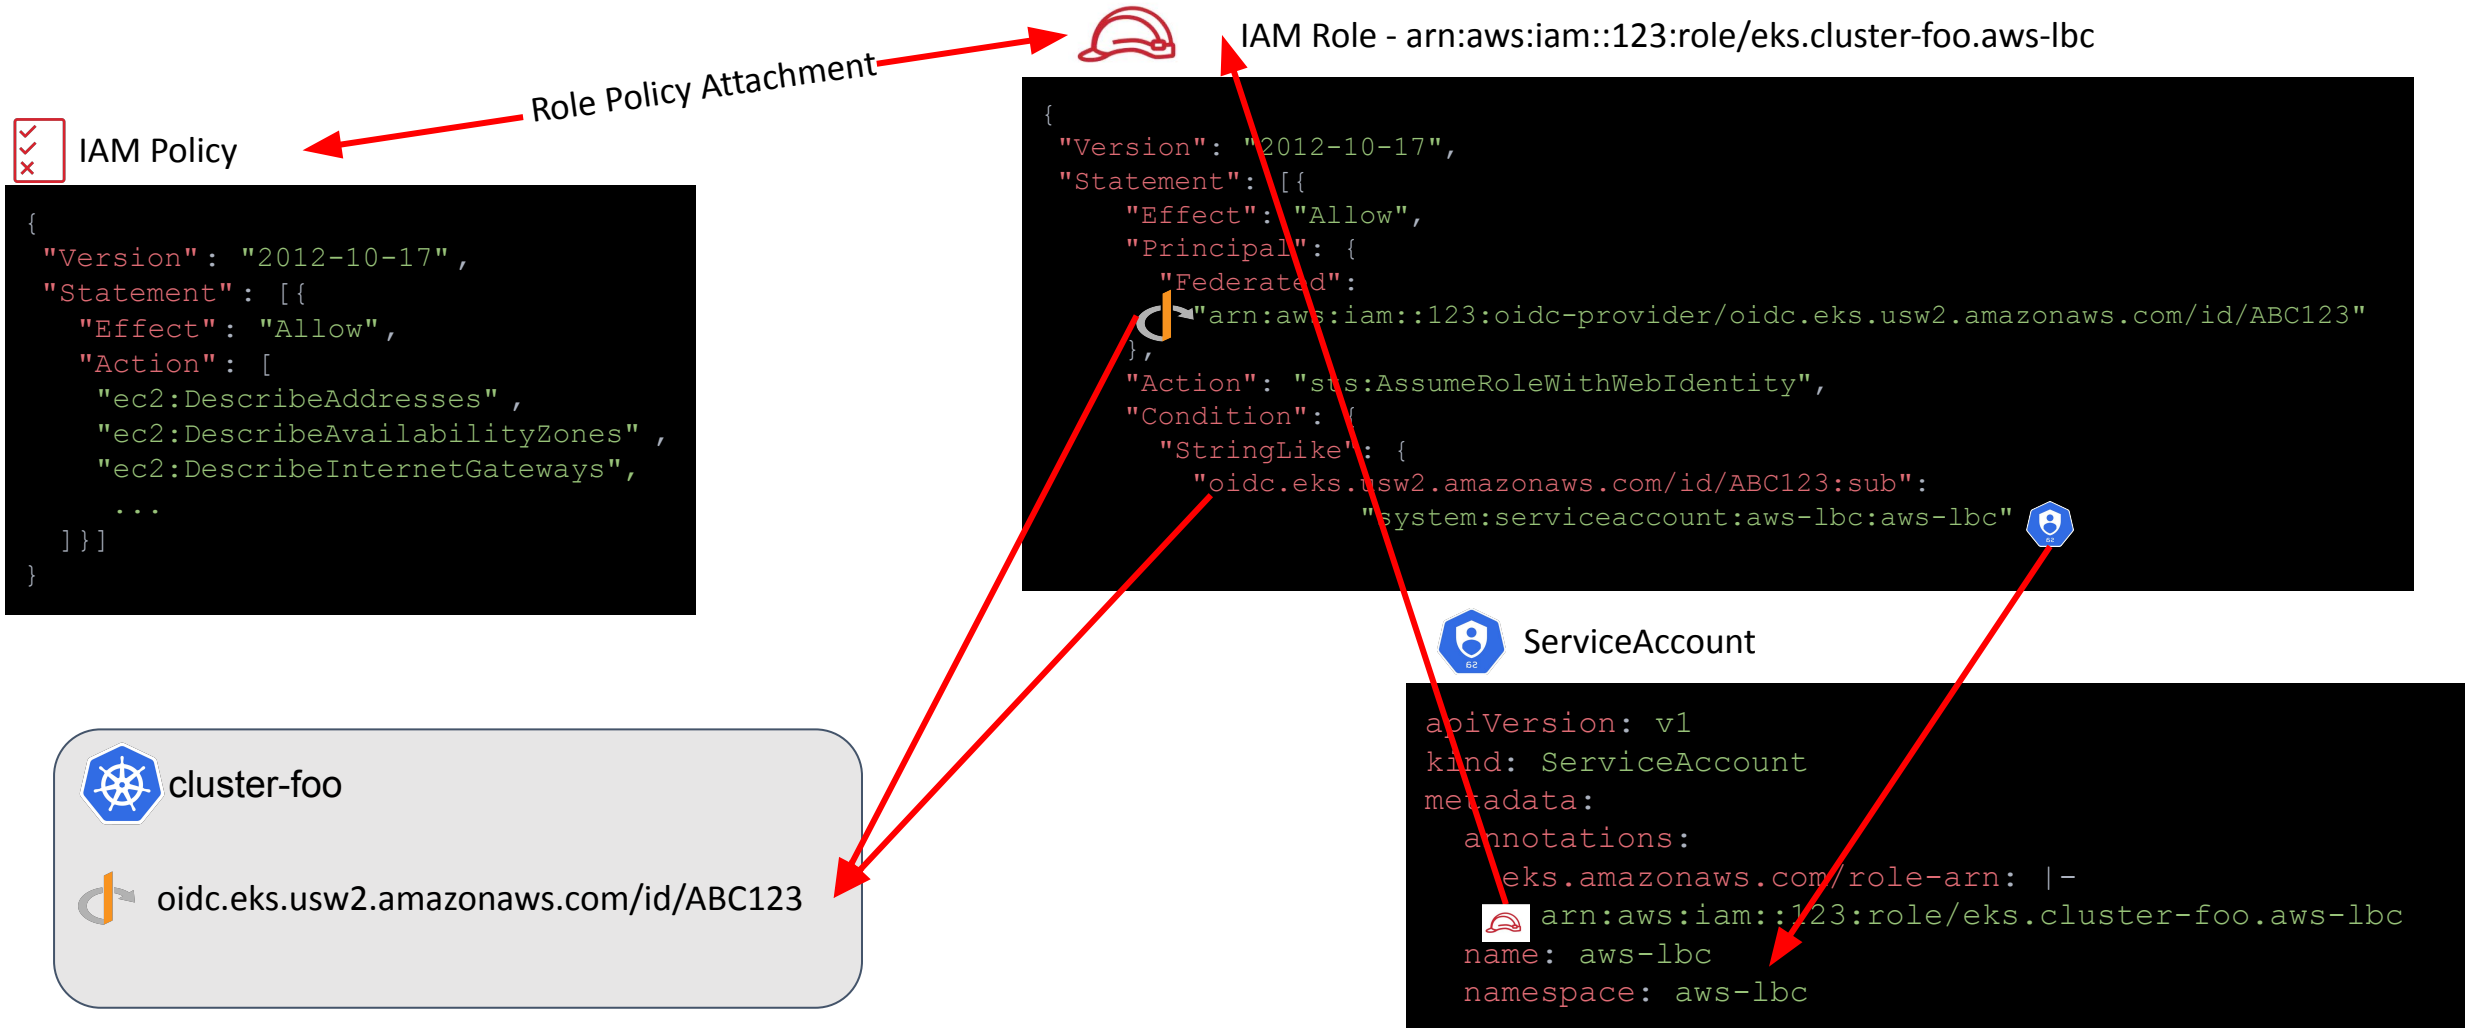 IAM Role - arn:aws:iam::123:role/eks.cluster-foo.aws-lbc
Role Policy Attachment
IAM Policy
{
"Version": "2012-10-17",
"Statement": [{
"Effect": "Allow",
"Action": [
"ec2:DescribeAddresses",
"ec2:DescribeAvailabilityZones",
"ec2:DescribeInternetGateways",
...
]}]
}
{
"Version": "2012-10-17",
"Statement": [{
"Effect": "Allow",
"Principal": {
"Federated":
"arn:aws:iam::123:oidc-provider/oidc.eks.usw2.amazonaws.com/id/ABC123"
},
"Action": "sts:AssumeRoleWithWebIdentity",
"Condition": {
"StringLike": {
"oidc.eks.usw2.amazonaws.com/id/ABC123:sub":
"system:serviceaccount:aws-lbc:aws-lbc"
sa
sa
ServiceAccount
apiVersion: v1
kind: ServiceAccount
metadata:
annotations:
eks.amazonaws.com/role-arn: |-
arn:aws:iam::123:role/eks.cluster-foo.aws-lbc
name: aws-lbc
namespace: aws-lbc
cluster-foo
oidc.eks.usw2.amazonaws.com/id/ABC123